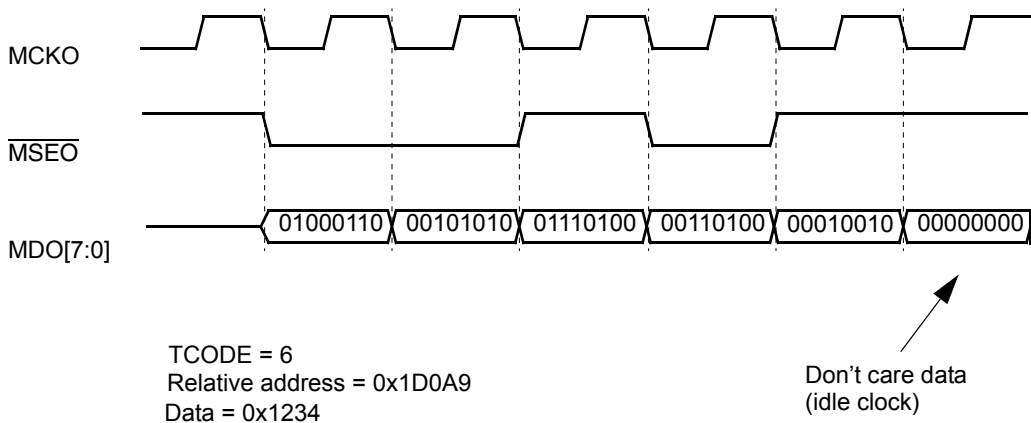 MCKO
MSEO
MDO[7:0]
01000110 00101010 01110100 00110100 00010010 00000000
TCODE = 6
Relative address = 0x1D0A9
Data = 0x1234
Don't care data
(idle clock)